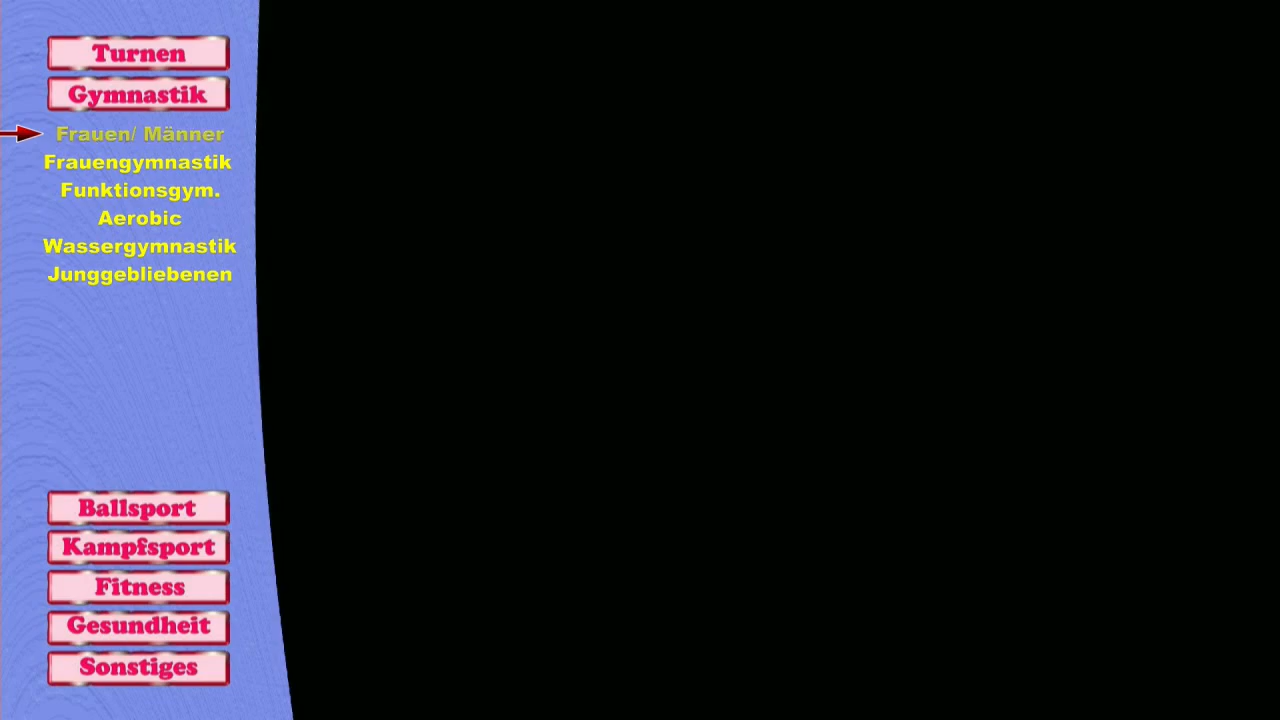 Turnen
Gymnastik
Frauen/ Männer
Frauengymnastik
Funktionsgym.
Aerobic
Wassergymnastik
Junggebliebenen
Ballsport
Kampfsport
Fitness
Gesundheit
Sonstiges